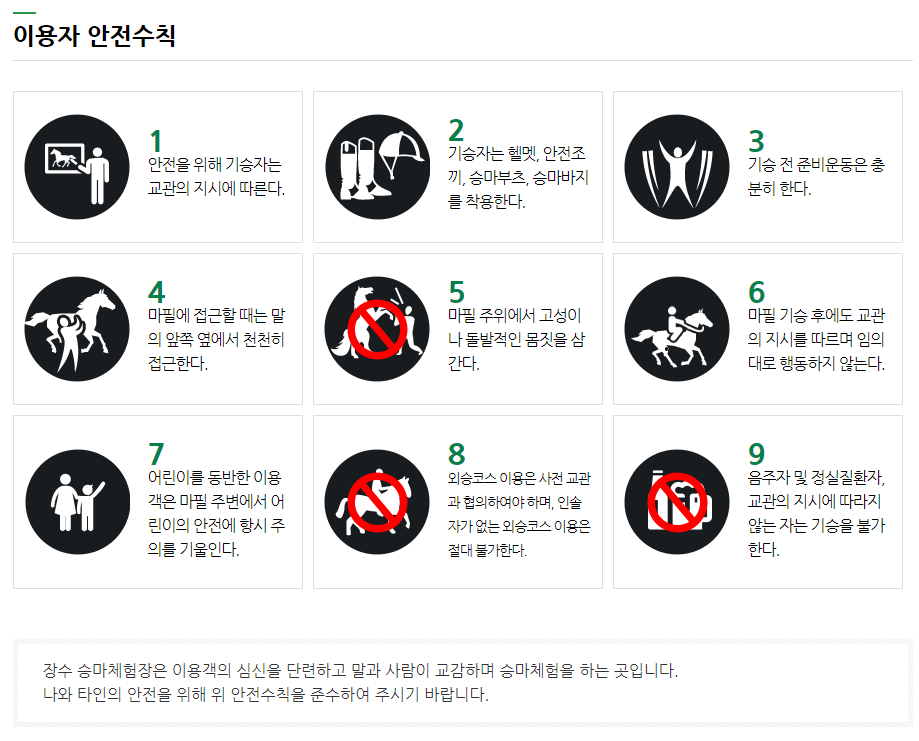 이용자 안전수칙
1
안전을 위해 기승자는
교관의 지시에 따른다.
2
기승자는 헬멧, 안전조
끼, 승마부츠, 승마바지
를 착용한다.
3
기승 전 준비운동은 충
분히 한다.
4
마필에 접근할 때는 말
의 앞쪽 옆에서 천천히
접근한다.
5
마필 주위에서 고성이
나 돌발적인 몸짓을 삼
간다.
6
마필 기승 후에도 교관
의 지시를 따르며 임의
대로 행동하지 않는다.
7
어린이를 동반한 이용
객은 마필 주변에서 어
린이의 안전에 항시 주
의를 기울인다.
8
외승코스 이용은 사전 교관
과 협의하여야 하며, 인솔
자가 없는 외승코스 이용은
절대 불가한다.
9
음주자 및 정실질환자,
교관의 지시에 따라지
않는 자는 기승을 불가
한다.
장수 승마체험장은 이용객의 심신을 단련하고 말과 사람이 교감하며 승마체험을 하는 곳입니다.
나와 타인의 안전을 위해 위 안전수칙을 준수하여 주시기 바랍니다.